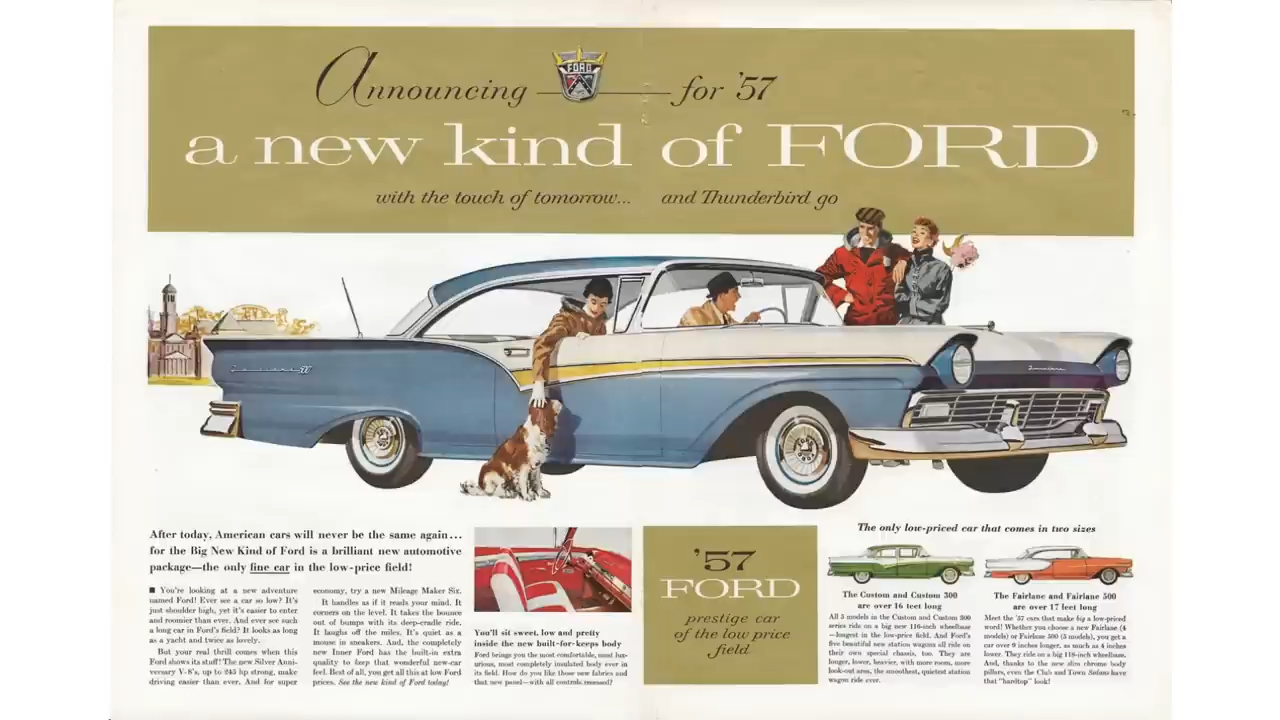 Announcing
FORD
for '57
a new kind of FORD
with the touch of tomorrow... and Thunderbird go
Fairlane 500
Fairlane
After today, American cars will never be the same again...
for the Big New Kind of Ford is a brilliant new automotive
package—the only fine car in the low-price field!
■ You're looking at a new adventure
named Ford! Ever see a car so low? It's
just shoulder high, yet it's easier to enter
and roomier than ever. And ever see such
a long car in Ford's field? It looks as long
as a yacht and twice as lovely.
But your real thrill comes when this
Ford shows its stuff! The new Silver Anni-
versary V-8's, up to 245 hp strong, make
driving easier than ever. And for super
economy, try a new Mileage Maker Six.
It handles as if it reads your mind. It
corners on the level. It takes the bounce
out of bumps with its deep-cradle ride.
It laughs off the miles. It's quiet as a
mouse in sneakers. And, the completely
new Inner Ford has the built-in extra
quality to keep that wonderful new-car
feel. Best of all, you get all this at low Ford
prices. See the new kind of Ford today!
You'll sit sweet, low and pretty
inside the new built-for-keeps body
Ford brings you the most comfortable, most lux-
urious, most completely insulated body ever in
its field. How do you like those new fabrics and
that new panel—with all controls recessed?
'57
FORD
prestige car
of the low price
field
The only low-priced car that comes in two sizes
The Custom and Custom 300
are over 16 feet long
All 5 models in the Custom and Custom 300
series ride on a big new 116-inch wheelbase
—longest in the low-price field. And Ford's
five beautiful new station wagons all ride on
their own special chassis, too. They are
longer, lower, heavier, with more room, more
look-out area, the smoothest, quietest station
wagon ride ever.
The Fairlane and Fairlane 500
are over 17 feet long
Meet the '57 cars that make big a low-priced
word! Whether you choose a new Fairlane (4
models) or Fairlane 500 (5 models), you get a
car over 9 inches longer, as much as 4 inches
lower. They ride on a big 118-inch wheelbase.
And, thanks to the new slim chrome body
pillars, even the Club and Town Sedans have
that "hardtop" look!